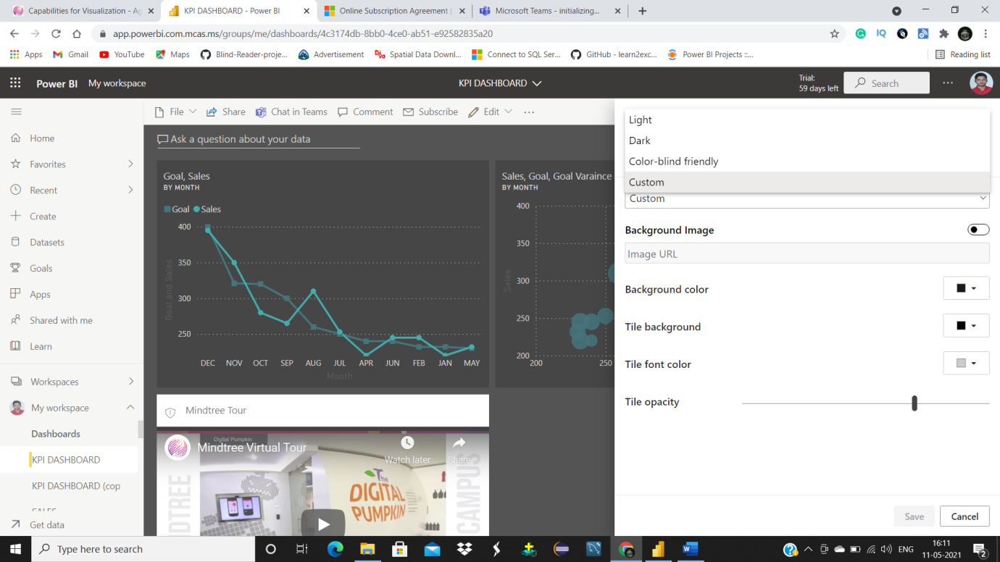 Capabilities for Visualization - Ag
KPI DASHBOARD - Power BI
Online Subscription Agreement
Microsoft Teams - initializing...
app.powerbi.com.mcas.ms/groups/me/dashboards/4c3174db-8bb0-4ce0-ab51-e92582835a20
Apps
Gmail
YouTube
Maps
Blind-Reader-proje...
Advertisement
Spatial Data Downl...
Connect to SQL Ser...
GitHub - learn2exc...
Power BI Projects ::...
Reading list
Power BI
My workspace
KPI DASHBOARD
Trial:
59 days left
Search
File
Share
Chat in Teams
Comment
Subscribe
Edit
Home
Favorites
Recent
Create
Datasets
Goals
Apps
Shared with me
Learn
Workspaces
My workspace
Dashboards
KPI DASHBOARD
KPI DASHBOARD (cop
SALES
Get data
Ask a question about your data
Goal, Sales
BY MONTH
Goal
Sales
400
350
300
250
Goal and Sales
DEC NOV OCT SEP AUG JUL APR JUN FEB JAN MAY
Month
Sales, Goal, Goal Varaince
BY MONTH
400
350
300
250
200
Sales
200 250
Mindtree Tour
Digital Pumpkin
Mindtree Virtual Tour
Watch later
Share
DTREE
The
DIGITAL
PUMPKIN
CAMPUS
Light
Dark
Color-blind friendly
Custom
Custom
Background Image
Image URL
Background color
Tile background
Tile font color
Tile opacity
Save
Cancel
Type here to search
ENG
16:11
11-05-2021
2